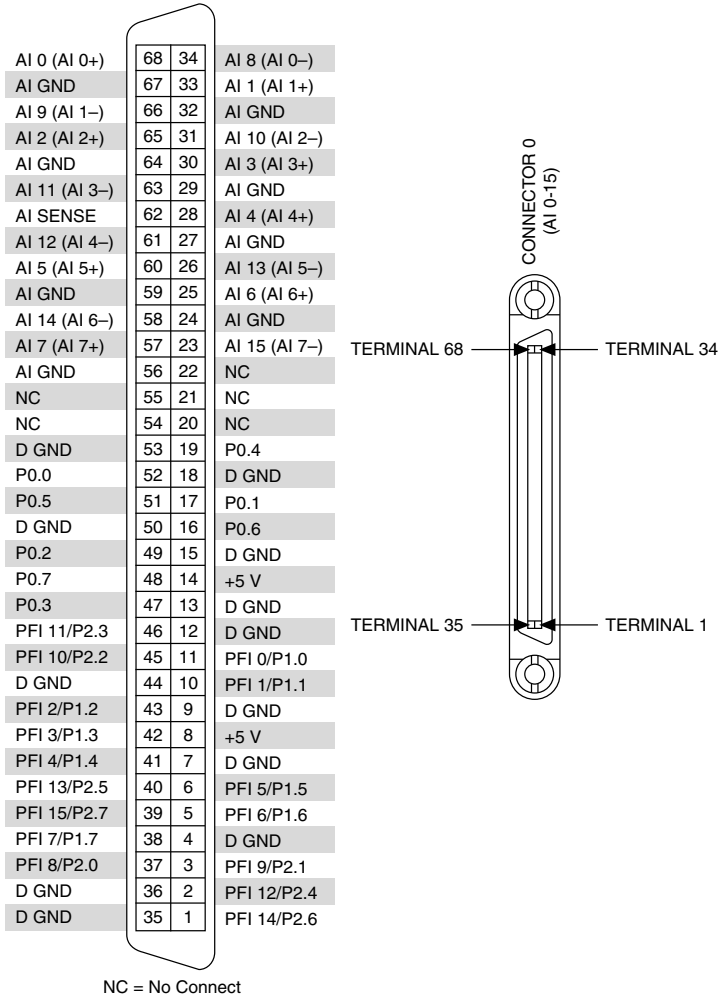 AI 0 (AI 0+) 68 34 AI 8 (AI 0–)
AI GND 67 33 AI 1 (AI 1+)
AI 9 (AI 1–) 66 32 AI GND
AI 2 (AI 2+) 65 31 AI 10 (AI 2–)
AI GND 64 30 AI 3 (AI 3+)
AI 11 (AI 3–) 63 29 AI GND
AI SENSE 62 28 AI 4 (AI 4+)
AI 12 (AI 4–) 61 27 AI GND
AI 5 (AI 5+) 60 26 AI 13 (AI 5–)
AI GND 59 25 AI 6 (AI 6+)
AI 14 (AI 6–) 58 24 AI GND
AI 7 (AI 7+) 57 23 AI 15 (AI 7–)
AI GND 56 22 NC
NC 55 21 NC
NC 54 20 NC
D GND 53 19 P0.4
P0.0 52 18 D GND
P0.5 51 17 P0.1
D GND 50 16 P0.6
P0.2 49 15 D GND
P0.7 48 14 +5 V
P0.3 47 13 D GND
PFI 11/P2.3 46 12 D GND
PFI 10/P2.2 45 11 PFI 0/P1.0
D GND 44 10 PFI 1/P1.1
PFI 2/P1.2 43 9 D GND
PFI 3/P1.3 42 8 +5 V
PFI 4/P1.4 41 7 D GND
PFI 13/P2.5 40 6 PFI 5/P1.5
PFI 15/P2.7 39 5 PFI 6/P1.6
PFI 7/P1.7 38 4 D GND
PFI 8/P2.0 37 3 PFI 9/P2.1
D GND 36 2 PFI 12/P2.4
D GND 35 1 PFI 14/P2.6
NC = No Connect
CONNECTOR 0
(AI 0-15)
TERMINAL 68 TERMINAL 34
TERMINAL 35 TERMINAL 1